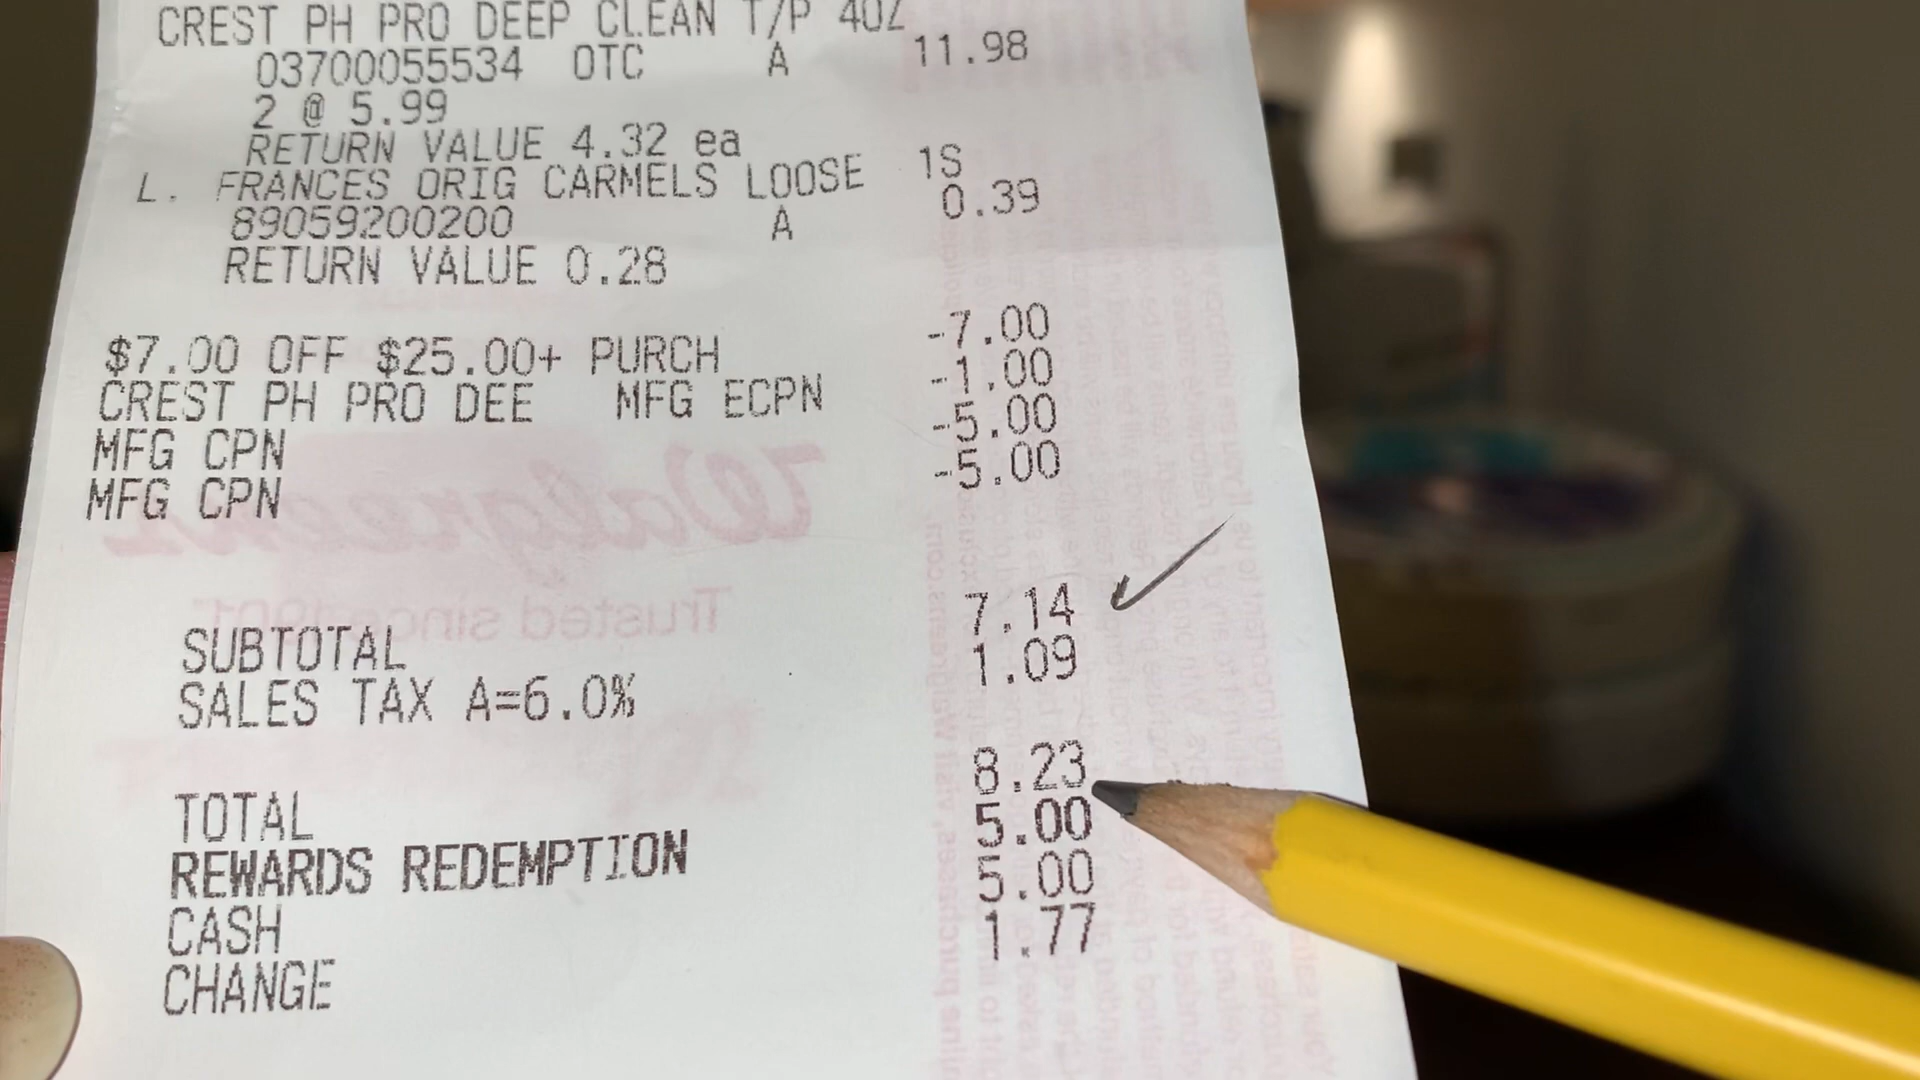 CREST PH PRO DEEP CLEAN T/P 4OZ
03700055534 OTC A 11.98
2 @ 5.99
RETURN VALUE 4.32 ea
L. FRANCES ORIG CARMELS LOOSE 1S
89059200200 A 0.39
RETURN VALUE 0.28
$7.00 OFF $25.00+ PURCH -7.00
CREST PH PRO DEE MFG ECPN -1.00
MFG CPN -5.00
MFG CPN -5.00
Walgreens
Trusted since 1901
SUBTOTAL 7.14
SALES TAX A=6.0% 1.09
TOTAL 8.23
REWARDS REDEMPTION 5.00
CASH 5.00
CHANGE 1.77